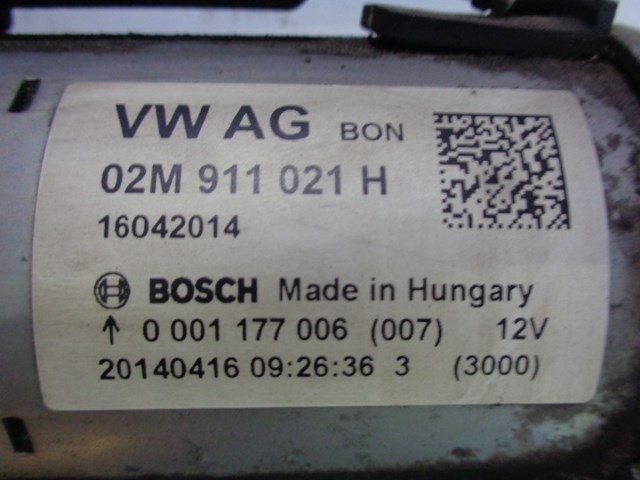 VW AG BON
02M 911 021 H
16042014
BOSCH Made in Hungary
↑ 0 001 177 006 (007) 12V
20140416 09:26:36 3 (3000)